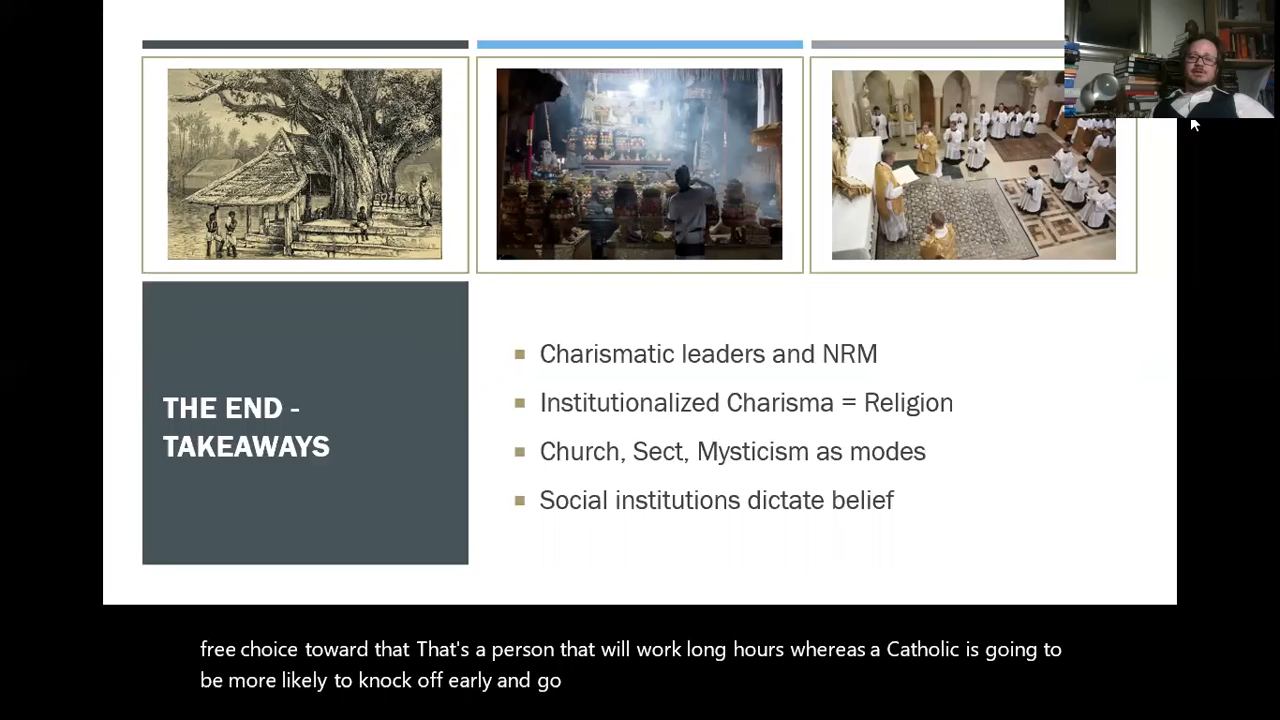 THE END -
TAKEAWAYS
Charismatic leaders and NRM
Institutionalized Charisma = Religion
Church, Sect, Mysticism as modes
Social institutions dictate belief
free choice toward that That's a person that will work long hours whereas a Catholic is going to
be more likely to knock off early and go